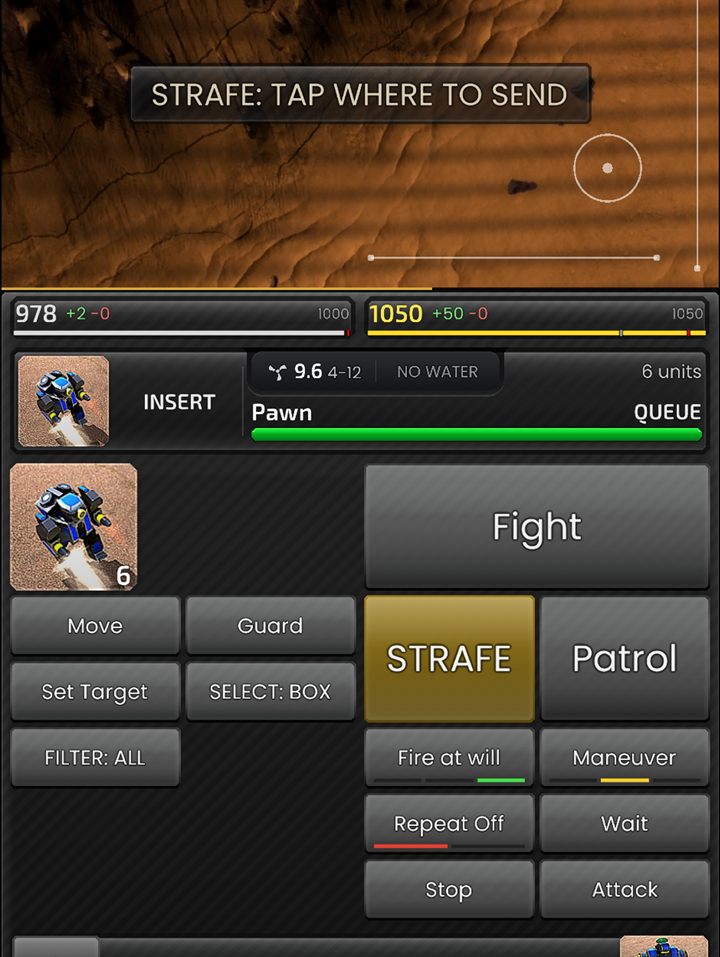 STRAFE: TAP WHERE TO SEND
978 +2 -0 1000
1050 +50 -0 1050
9.6 4-12 NO WATER
6 units
INSERT
Pawn
QUEUE
6
Fight
Move
Guard
STRAFE
Patrol
Set Target
SELECT: BOX
FILTER: ALL
Fire at will
Maneuver
Repeat Off
Wait
Stop
Attack